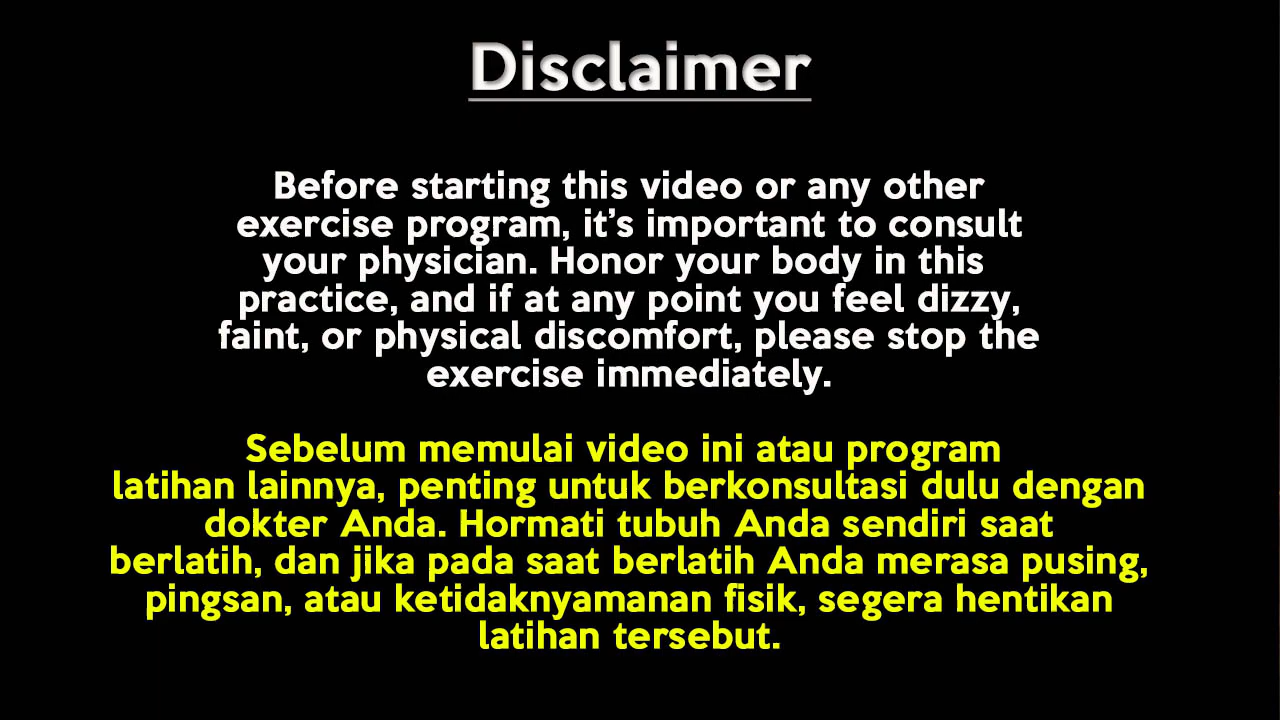 Disclaimer
Before starting this video or any other
exercise program, it's important to consult
your physician. Honor your body in this
practice, and if at any point you feel dizzy,
faint, or physical discomfort, please stop the
exercise immediately.
Sebelum memulai video ini atau program
latihan lainnya, penting untuk berkonsultasi dulu dengan
dokter Anda. Hormati tubuh Anda sendiri saat
berlatih, dan jika pada saat berlatih Anda merasa pusing,
pingsan, atau ketidaknyamanan fisik, segera hentikan
latihan tersebut.